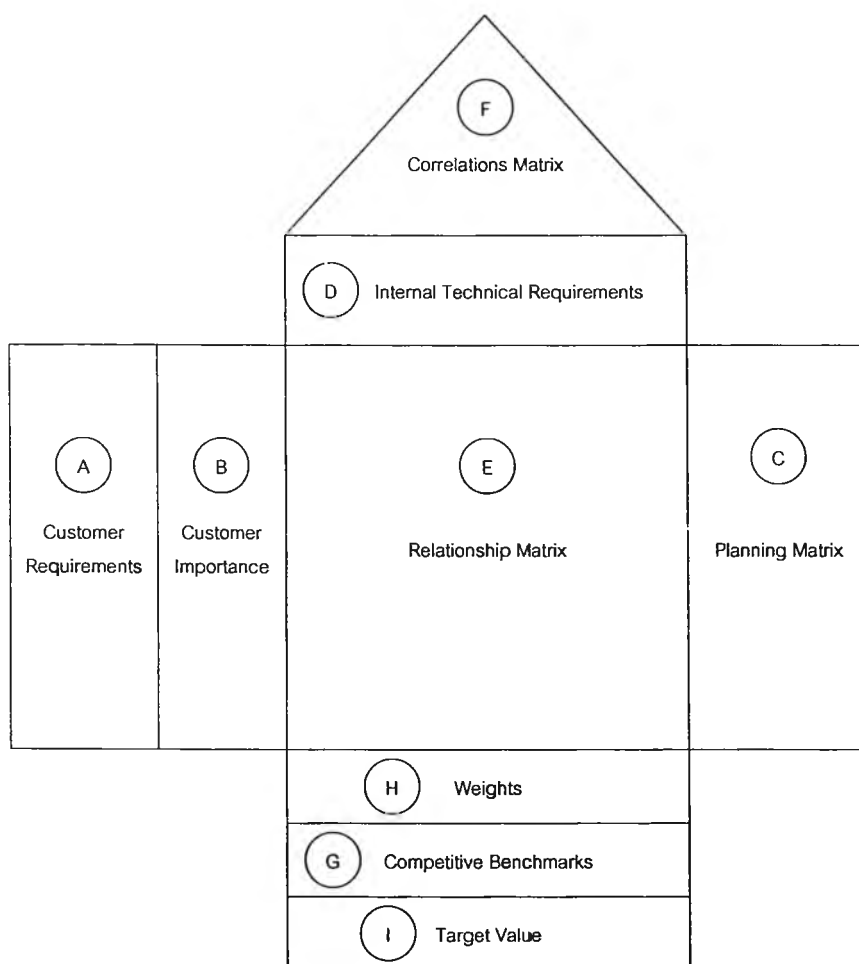 F
Correlations Matrix
D Internal Technical Requirements
A
Customer
Requirements
B
Customer
Importance
E
Relationship Matrix
C
Planning Matrix
H Weights
G Competitive Benchmarks
I Target Value